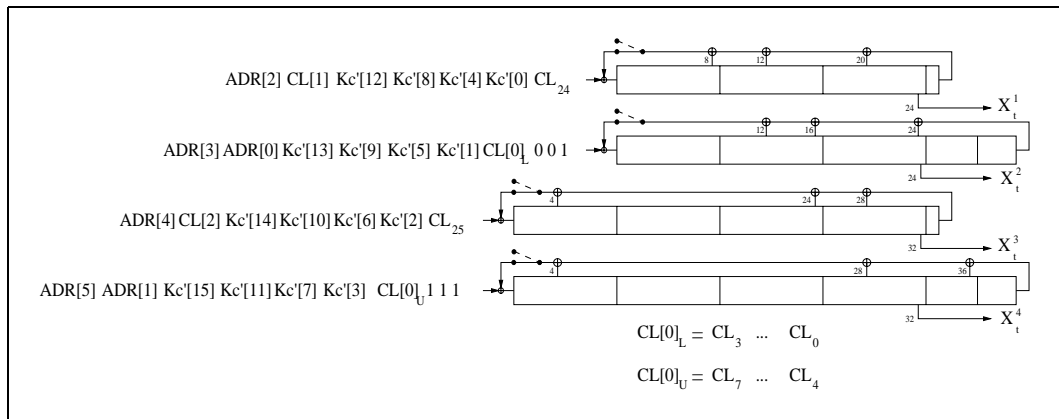 8 12 20
ADR[2] CL[1] Kc'[12] Kc'[8] Kc'[4] Kc'[0] CL24
24 X1t
12 16 24
ADR[3] ADR[0] Kc'[13] Kc'[9] Kc'[5] Kc'[1] CL[0]L 0 0 1
24 X2t
4 24 28
ADR[4] CL[2] Kc'[14] Kc'[10] Kc'[6] Kc'[2] CL25
32 X3t
4 28 36
ADR[5] ADR[1] Kc'[15] Kc'[11] Kc'[7] Kc'[3] CL[0]U 1 1 1
32 X4t
CL[0]L = CL3 ... CL0
CL[0]U = CL7 ... CL4